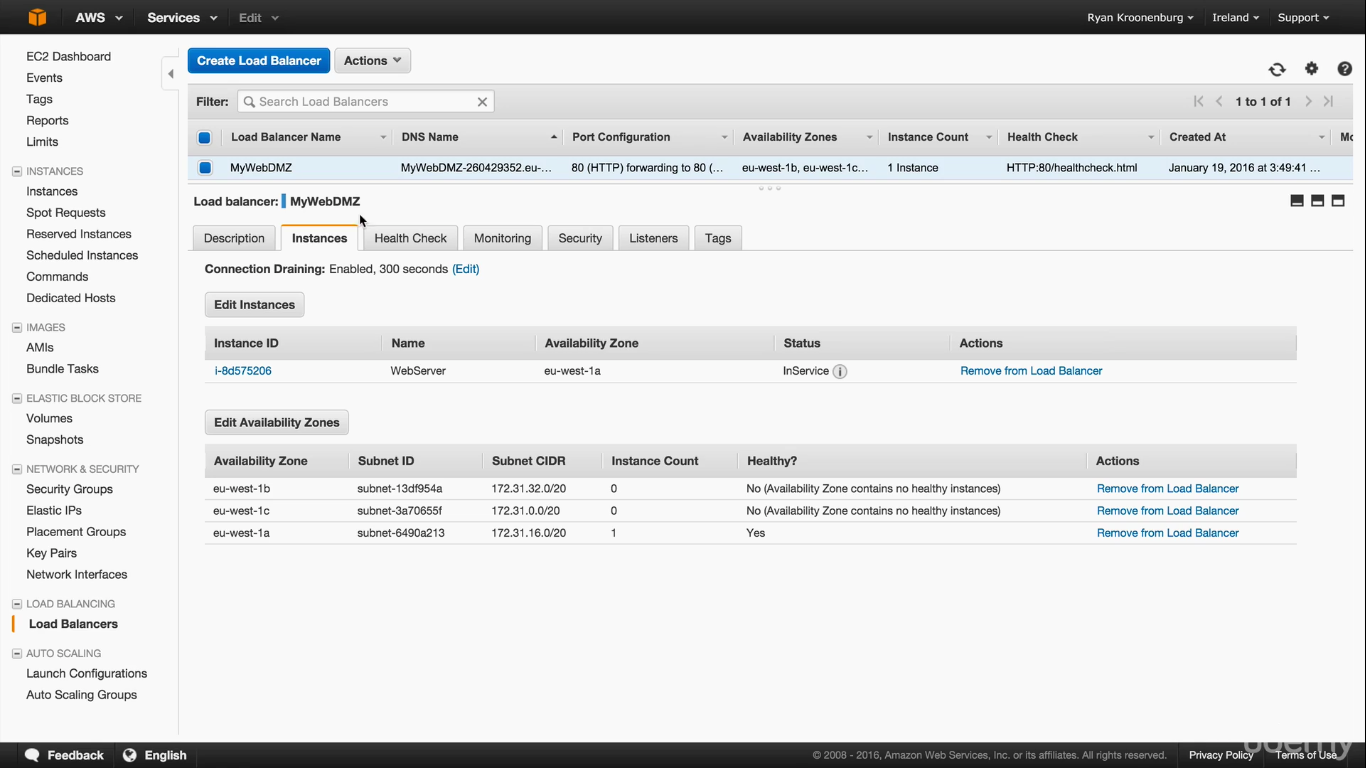 AWS Services Edit Ryan Kroonenburg Ireland Support
EC2 Dashboard
Events
Tags
Reports
Limits
INSTANCES
Instances
Spot Requests
Reserved Instances
Scheduled Instances
Commands
Dedicated Hosts
IMAGES
AMIs
Bundle Tasks
ELASTIC BLOCK STORE
Volumes
Snapshots
NETWORK & SECURITY
Security Groups
Elastic IPs
Placement Groups
Key Pairs
Network Interfaces
LOAD BALANCING
Load Balancers
AUTO SCALING
Launch Configurations
Auto Scaling Groups
Create Load Balancer Actions
Filter: Search Load Balancers 1 to 1 of 1
Load Balancer Name DNS Name Port Configuration Availability Zones Instance Count Health Check Created At Mo
MyWebDMZ MyWebDMZ-260429352.eu-... 80 (HTTP) forwarding to 80 (... eu-west-1b, eu-west-1c... 1 Instance HTTP:80/healthcheck.html January 19, 2016 at 3:49:41 ...
Load balancer: MyWebDMZ
Description Instances Health Check Monitoring Security Listeners Tags
Connection Draining: Enabled, 300 seconds (Edit)
Edit Instances
Instance ID Name Availability Zone Status Actions
i-8d575206 WebServer eu-west-1a InService Remove from Load Balancer
Edit Availability Zones
Availability Zone Subnet ID Subnet CIDR Instance Count Healthy? Actions
eu-west-1b subnet-13df954a 172.31.32.0/20 0 No (Availability Zone contains no healthy instances) Remove from Load Balancer
eu-west-1c subnet-3a70655f 172.31.0.0/20 0 No (Availability Zone contains no healthy instances) Remove from Load Balancer
eu-west-1a subnet-6490a213 172.31.16.0/20 1 Yes Remove from Load Balancer
Feedback English © 2008 - 2016, Amazon Web Services, Inc. or its affiliates. All rights reserved. Privacy Policy Terms of Use
udemy